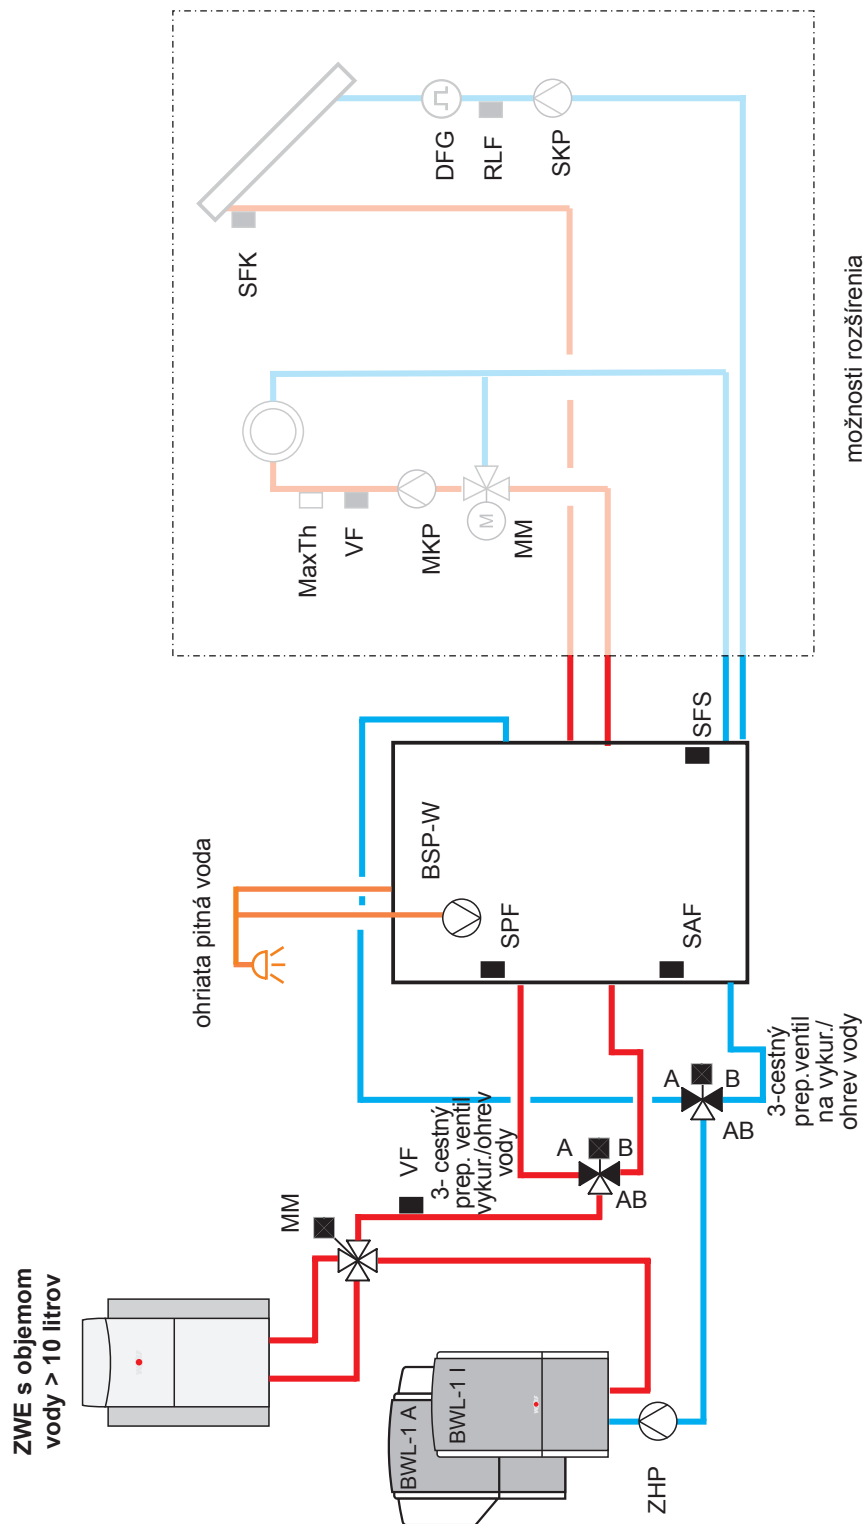 DFG
RLF
SKP
SFK
možnosti rozšírenia
MaxTh
VF
MKP
M
MM
SFS
BSP-W
ohriata pitná voda
SPF
SAF
A
B
AB
3-cestný
prep.ventil
na vykur./
ohrev vody
A
B
AB
3- cestný
prep. ventil
vykur./ohrev
vody
VF
MM
ZWE s objemom
vody > 10 litrov
BWL-1 A
BWL-1 I
ZHP